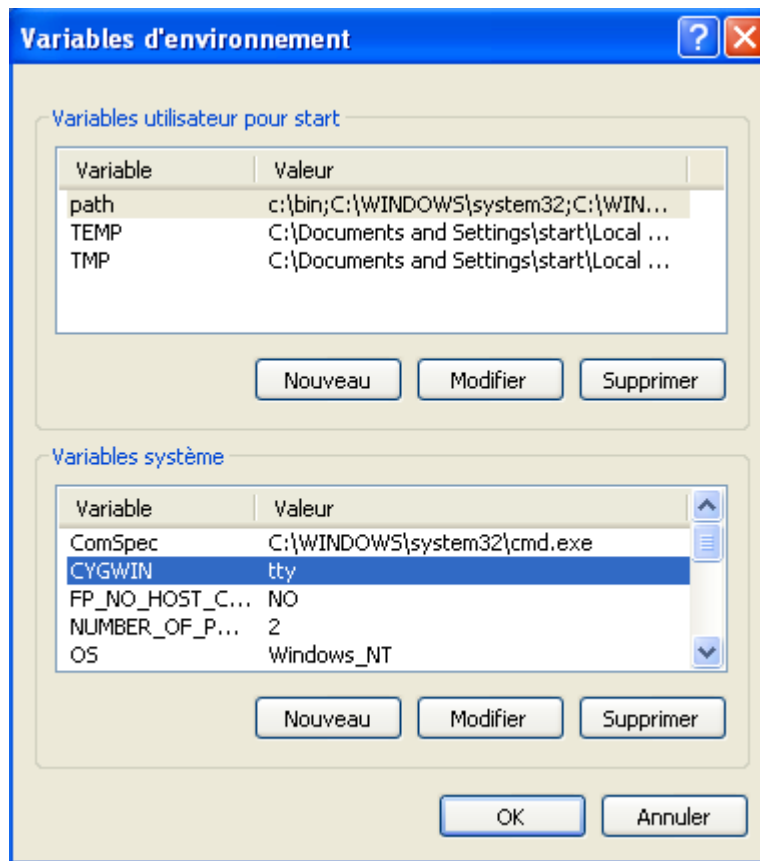 Variables d'environnement
Variables utilisateur pour start
Variable Valeur
path c:\bin;C:\WINDOWS\system32;C:\WIN...
TEMP C:\Documents and Settings\start\Local ...
TMP C:\Documents and Settings\start\Local ...
Nouveau Modifier Supprimer
Variables système
Variable Valeur
ComSpec C:\WINDOWS\system32\cmd.exe
CYGWIN tty
FP_NO_HOST_C... NO
NUMBER_OF_P... 2
OS Windows_NT
Nouveau Modifier Supprimer
OK Annuler